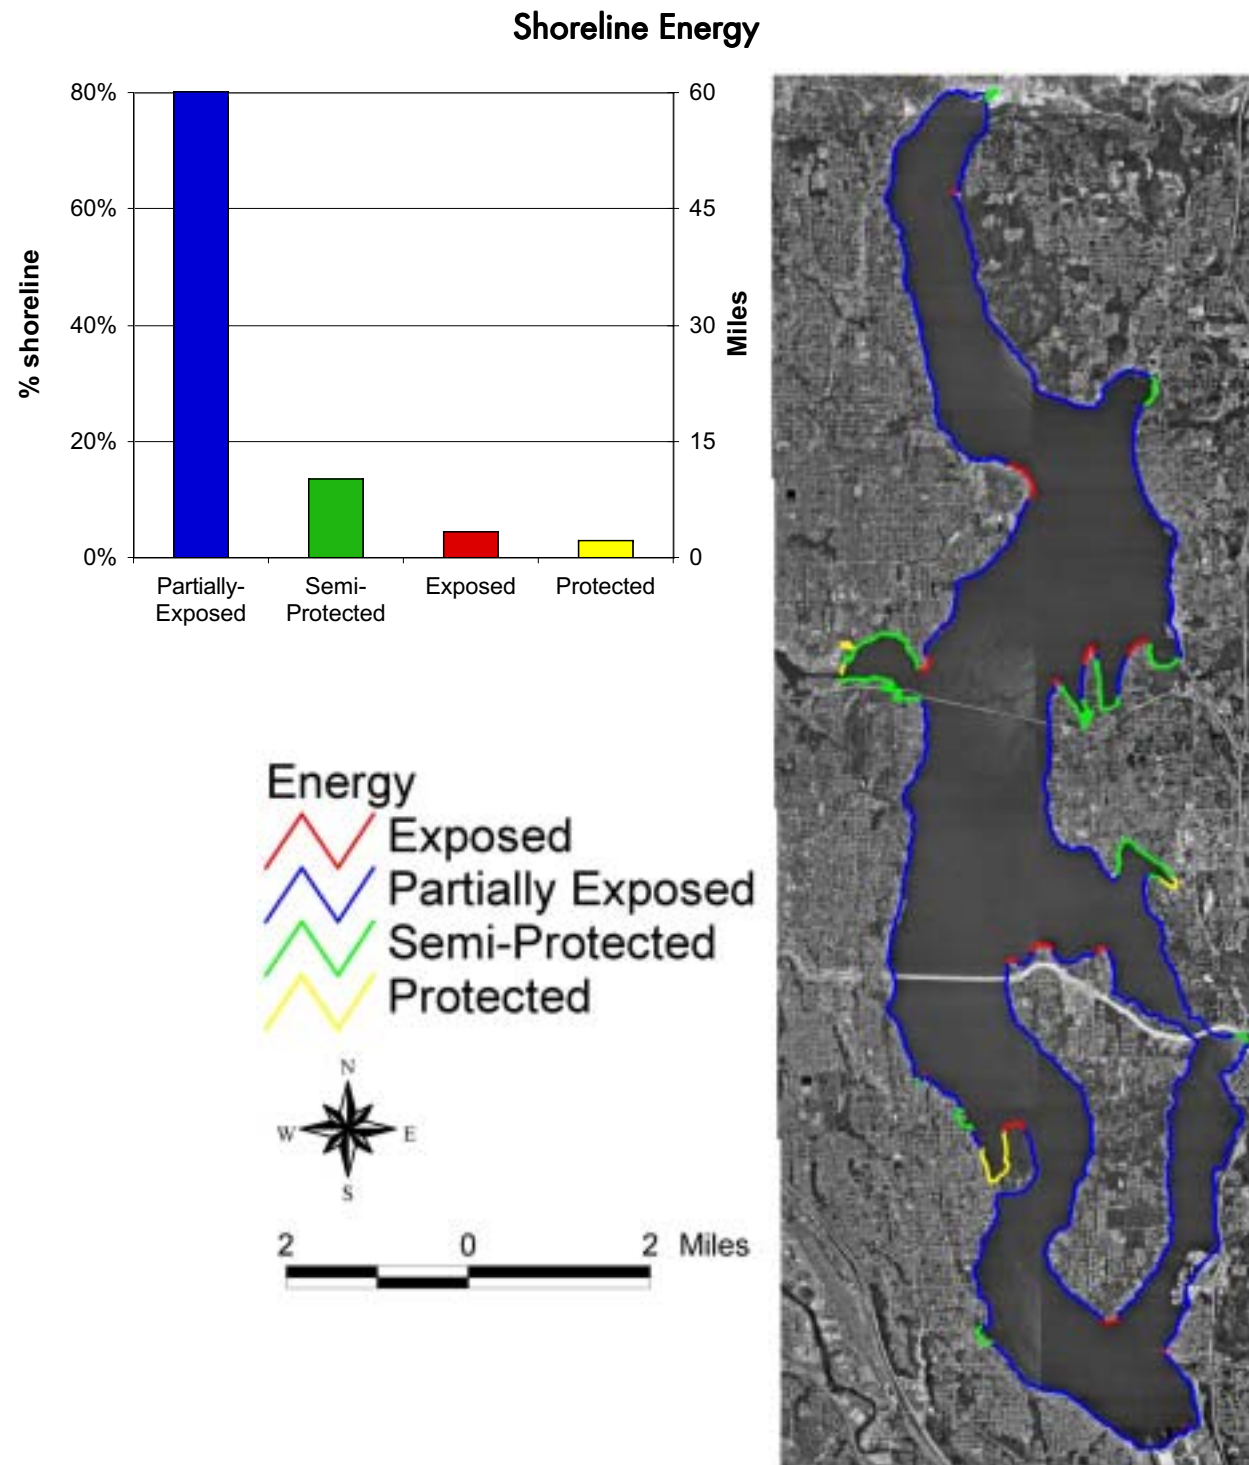 Shoreline Energy
80%
60%
40%
20%
0%
% shoreline
60
45
30
15
0
Miles
Partially-
Exposed
Semi-
Protected
Exposed
Protected
Energy
Exposed
Partially Exposed
Semi-Protected
Protected
N
W E
S
2 0 2 Miles